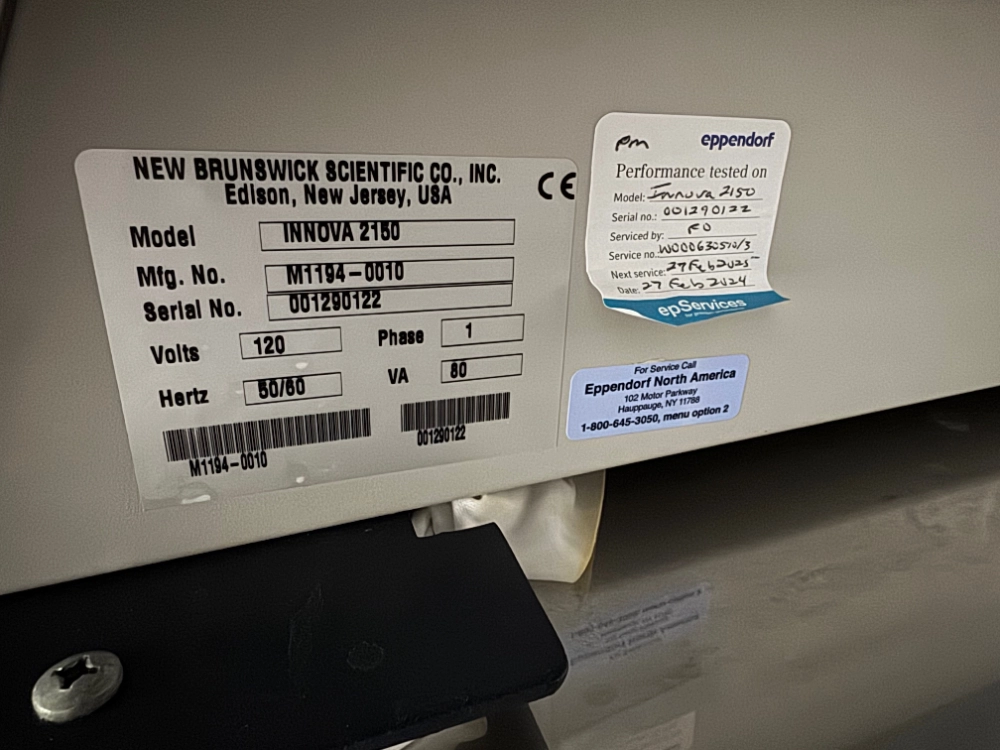 NEW BRUNSWICK SCIENTIFIC CO., INC.
Edison, New Jersey, USA
CE
Model INNOVA 2150
Mfg. No. M1194-0010
Serial No. 001290122
Volts 120 Phase 1
Hertz 50/60 VA 80
M1194-0010 001290122
pm eppendorf
Performance tested on
Model: Innova 2150
Serial no.: 001290122
Serviced by: FO
Service no. W000630510/3
Next service: 27 Feb 2025
Date: 27 Feb 2024
epServices
For Service Call
Eppendorf North America
102 Motor Parkway
Hauppauge, NY 11788
1-800-645-3050, menu option 2